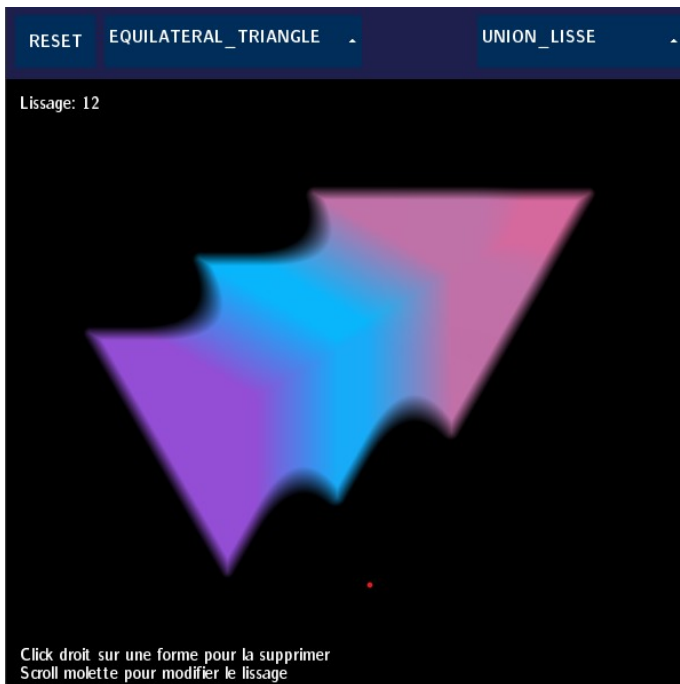 RESET EQUILATERAL_TRIANGLE UNION_LISSE
Lissage: 12
Click droit sur une forme pour la supprimer
Scroll molette pour modifier le lissage